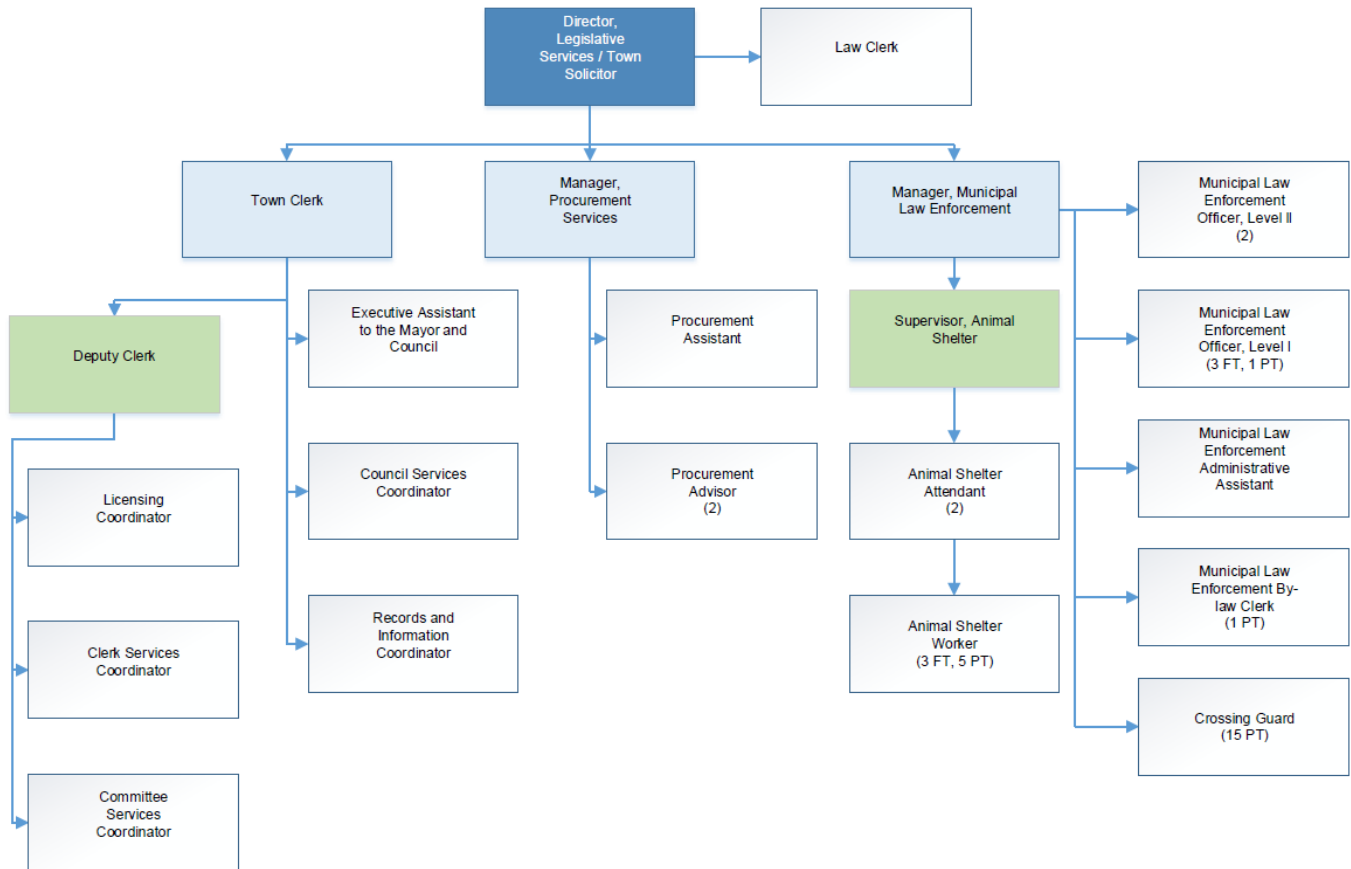 Director,
Legislative
Services / Town
Solicitor
Law Clerk
Town Clerk
Manager,
Procurement
Services
Manager, Municipal
Law Enforcement
Municipal Law
Enforcement
Officer, Level II
(2)
Deputy Clerk
Executive Assistant
to the Mayor and
Council
Procurement
Assistant
Supervisor, Animal
Shelter
Municipal Law
Enforcement
Officer, Level I
(3 FT, 1 PT)
Licensing
Coordinator
Council Services
Coordinator
Procurement
Advisor
(2)
Animal Shelter
Attendant
(2)
Municipal Law
Enforcement
Administrative
Assistant
Clerk Services
Coordinator
Records and
Information
Coordinator
Animal Shelter
Worker
(3 FT, 5 PT)
Municipal Law
Enforcement By-
law Clerk
(1 PT)
Committee
Services
Coordinator
Crossing Guard
(15 PT)